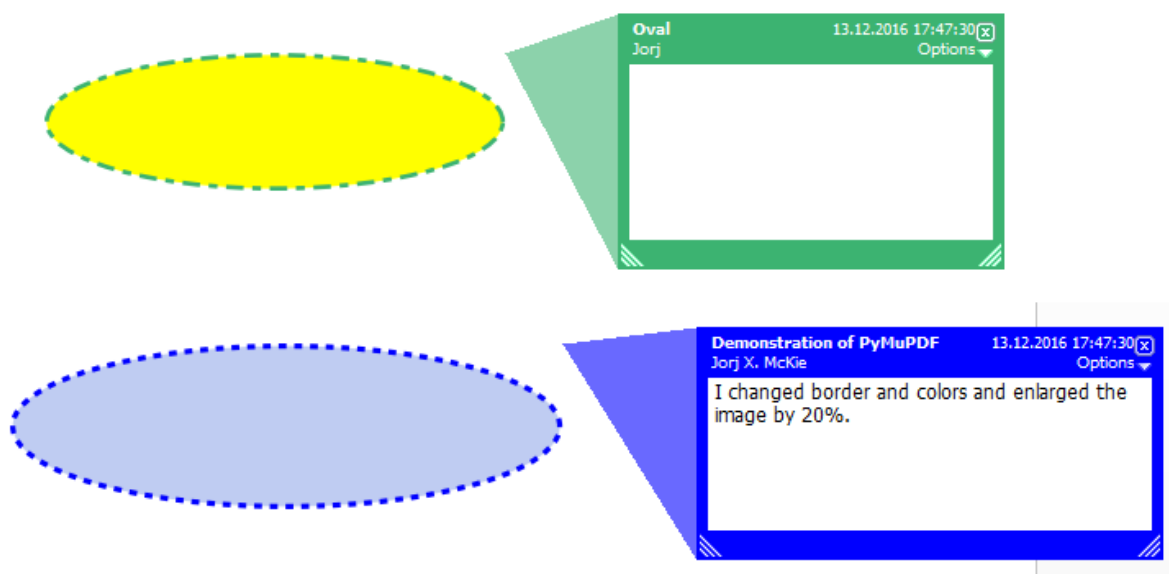 Oval 13.12.2016 17:47:30
Jorj Options
Demonstration of PyMuPDF 13.12.2016 17:47:30
Jorj X. McKie Options
I changed border and colors and enlarged the
image by 20%.